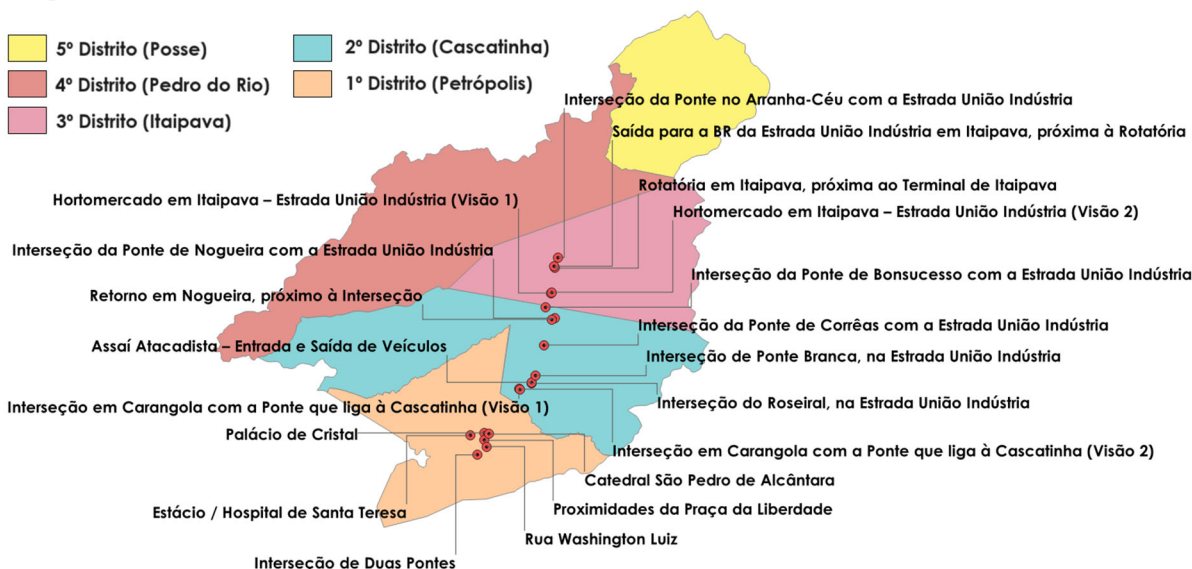 5º Distrito (Posse)
2º Distrito (Cascatinha)
4º Distrito (Pedro do Rio)
1º Distrito (Petrópolis)
3º Distrito (Itaipava)
Interseção da Ponte no Arranha-Céu com a Estrada União Indústria
Saída para a BR da Estrada União Indústria em Itaipava, próxima à Rotatória
Rotatória em Itaipava, próxima ao Terminal de Itaipava
Hortomercado em Itaipava – Estrada União Indústria (Visão 1)
Hortomercado em Itaipava – Estrada União Indústria (Visão 2)
Interseção da Ponte de Nogueira com a Estrada União Indústria
Interseção da Ponte de Bonsucesso com a Estrada União Indústria
Retorno em Nogueira, próximo à Interseção
Interseção da Ponte de Corrêas com a Estrada União Indústria
Assaí Atacadista – Entrada e Saída de Veículos
Interseção de Ponte Branca, na Estrada União Indústria
Interseção do Roseiral, na Estrada União Indústria
Interseção em Carangola com a Ponte que liga à Cascatinha (Visão 1)
Palácio de Cristal
Interseção em Carangola com a Ponte que liga à Cascatinha (Visão 2)
Catedral São Pedro de Alcântara
Estácio / Hospital de Santa Teresa
Proximidades da Praça da Liberdade
Rua Washington Luiz
Interseção de Duas Pontes